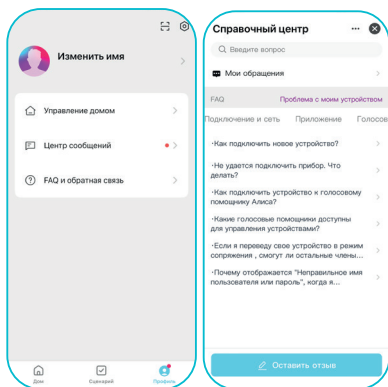 Изменить имя
Управление домом
Центр сообщений
FAQ и обратная связь
Дом
Сценарий
Профиль
Справочный центр
Введите вопрос
Мои обращения
FAQ
Проблема с моим устройством
Подключение и сеть
Приложение
Голосов
·Как подключить новое устройство?
·Не удается подключить прибор. Что
делать?
·Как подключить устройство к голосовому
помощнику Алиса?
·Какие голосовые помощники доступны
для управления устройствами?
·Если я переведу свое устройство в режим
сопряжения , смогут ли остальные члены...
·Почему отображается "Неправильное имя
пользователя или пароль", когда я...
Оставить отзыв